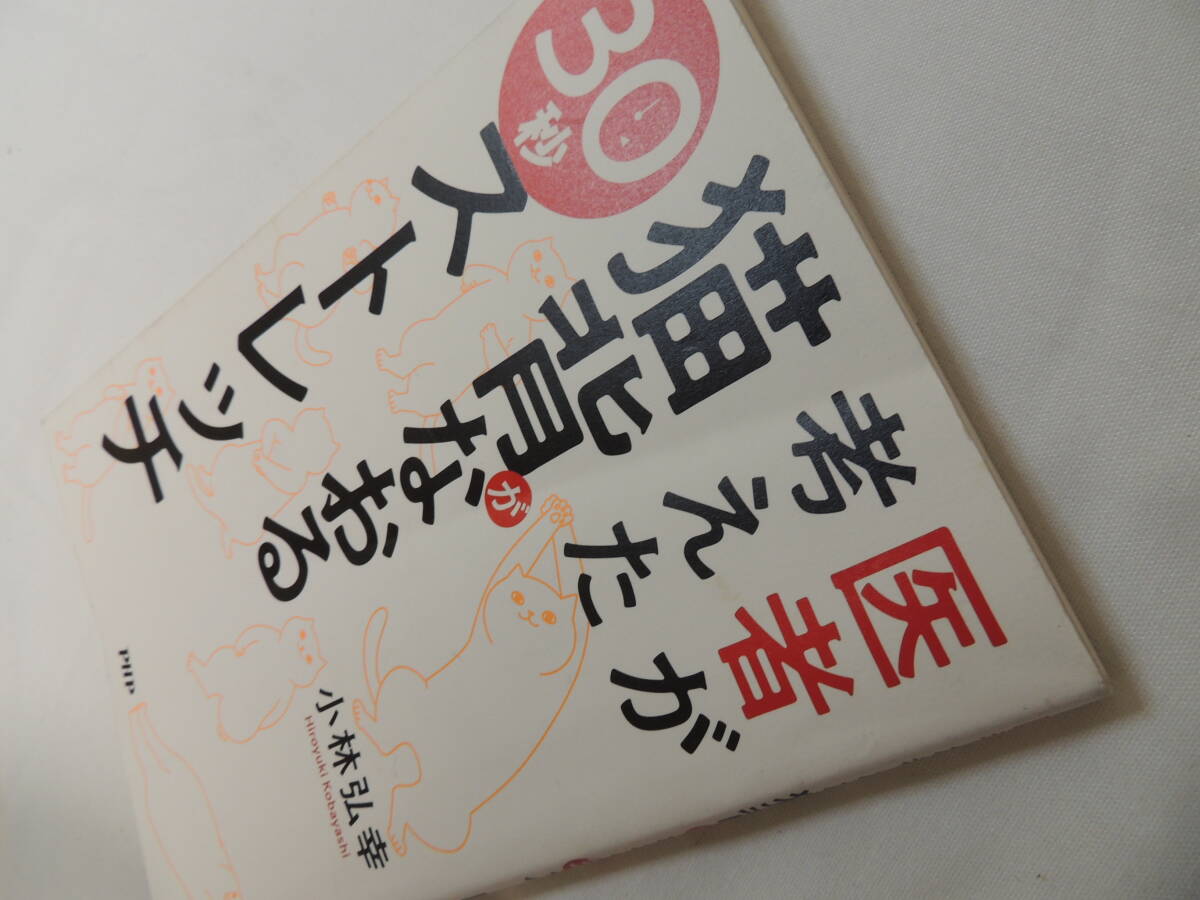 医者が
考えた
猫背が
なおる
30秒
ストレッチ
小林弘幸
Hiroyuki Kobayashi
PHP